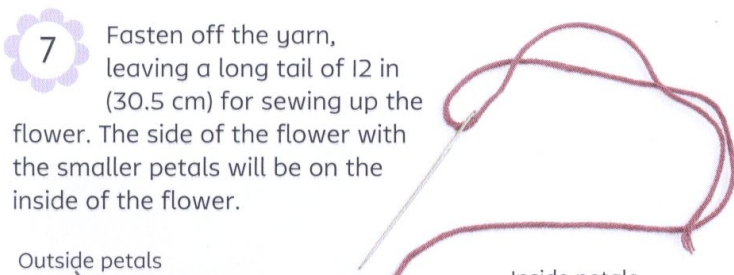 7
Fasten off the yarn,
leaving a long tail of 12 in
(30.5 cm) for sewing up the
flower. The side of the flower with
the smaller petals will be on the
inside of the flower.
Outside petals
Inside petals